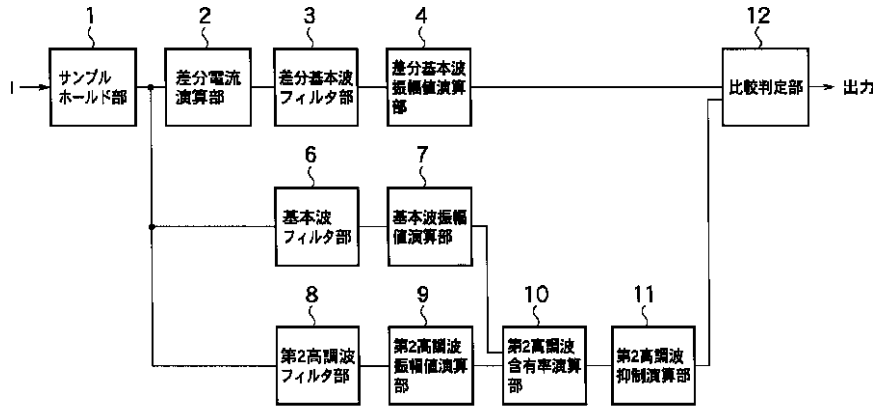 1
2
3
4
12
I
サンプル
ホールド部
差分電流
演算部
差分基本波
フィルタ部
差分基本波
振幅値演算
部
比較判定部
出力
6
7
基本波
フィルタ部
基本波振幅
値演算部
8
9
10
11
第2高調波
フィルタ部
第2高調波
振幅値演算
部
第2高調波
含有率演算
部
第2高調波
抑制演算部